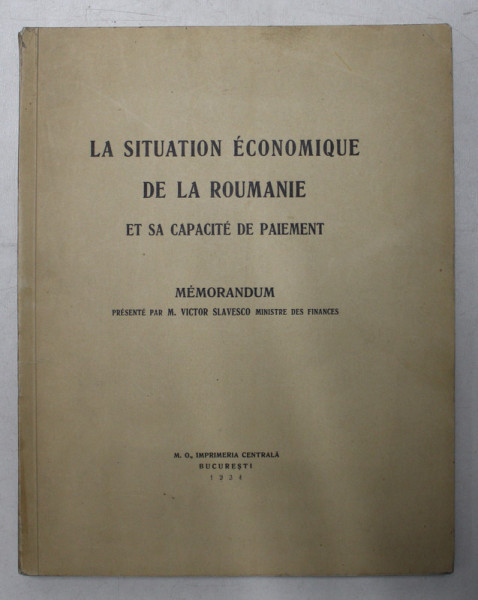 LA SITUATION ÉCONOMIQUE
DE LA ROUMANIE
ET SA CAPACITÉ DE PAIEMENT
MÉMORANDUM
PRÉSENTÉ PAR M. VICTOR SLAVESCO MINISTRE DES FINANCES
M. O., IMPRIMERIA CENTRALĂ
BUCUREȘTI
1934